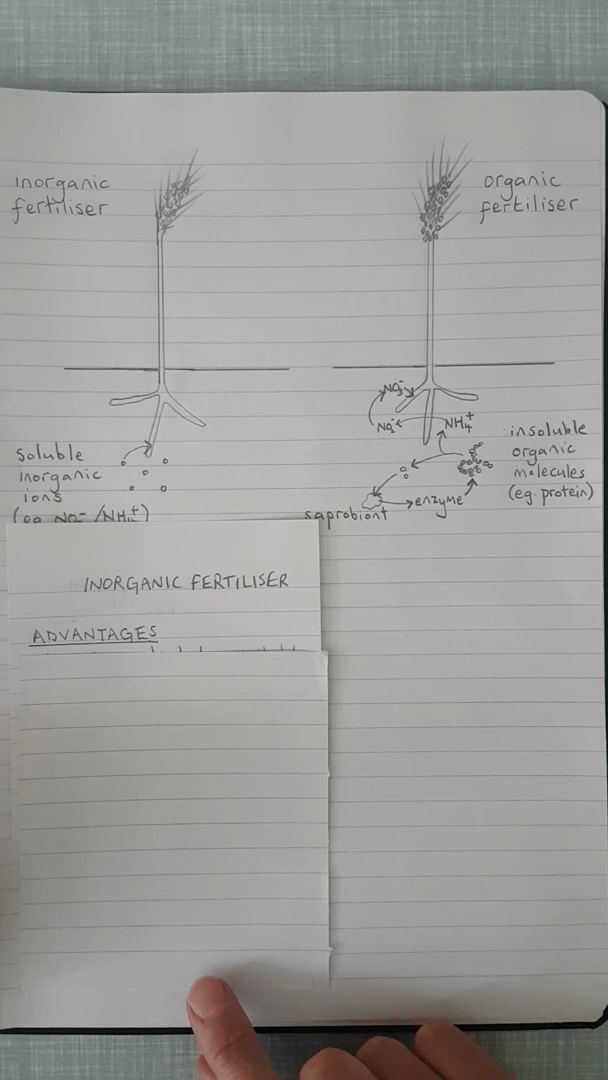 inorganic
fertiliser
organic
fertiliser
soluble
inorganic
ions
NH₄⁺)
NO₃⁻
NO₂⁻
NH₄⁺
saprobiont
enzyme
insoluble
organic
molecules
(eg. protein)
INORGANIC FERTILISER
ADVANTAGES